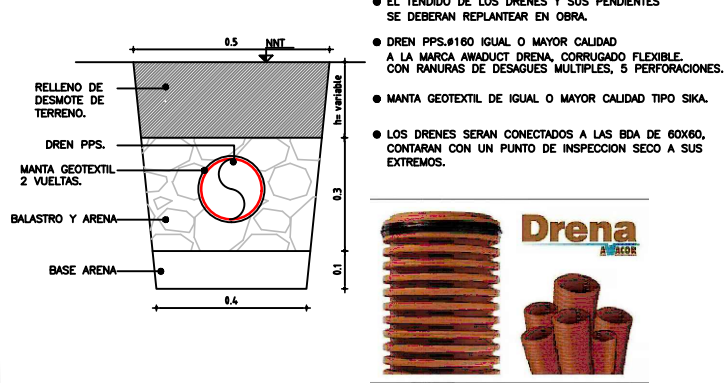 EL TENDIDO DE LOS DRENES Y SUS PENDIENTES
SE DEBERAN REPLANTEAR EN OBRA.
DREN PPS.ø160 IGUAL O MAYOR CALIDAD
A LA MARCA AWADUCT DRENA, CORRUGADO FLEXIBLE.
CON RANURAS DE DESAGUES MULTIPLES, 5 PERFORACIONES.
MANTA GEOTEXTIL DE IGUAL O MAYOR CALIDAD TIPO SIKA.
LOS DRENES SERAN CONECTADOS A LAS BDA DE 60X60,
CONTARAN CON UN PUNTO DE INSPECCION SECO A SUS
EXTREMOS.
0.5
NNT
RELLENO DE
DESMOTE DE
TERRENO.
h= variable
DREN PPS.
MANTA GEOTEXTIL
2 VUELTAS.
0.3
BALASTRO Y ARENA
BASE ARENA
0.1
0.4
Drena
AWACOR